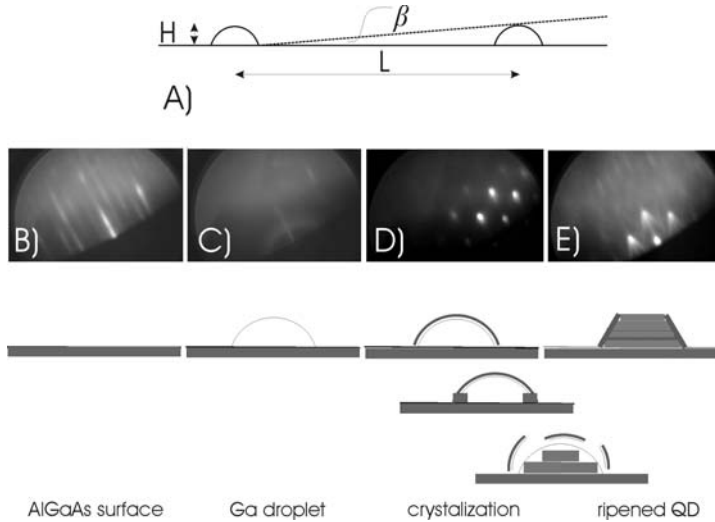 H
β
L
A)
B)
C)
D)
E)
AlGaAs surface
Ga droplet
crystalization
ripened QD